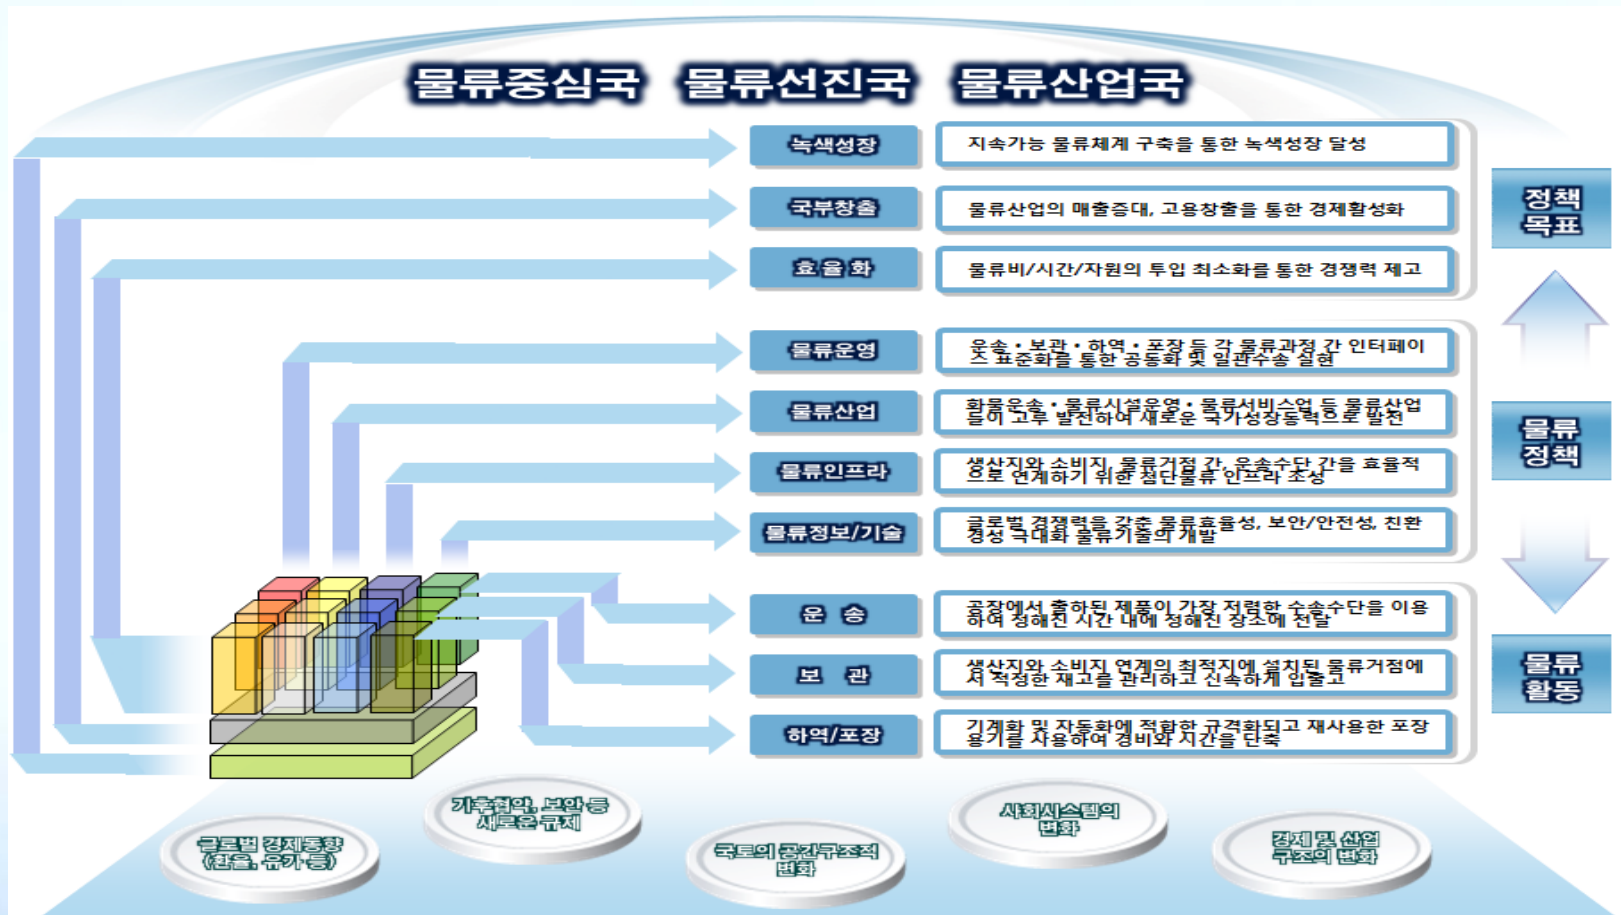 물류중심국 물류선진국 물류산업국
녹색성장
지속가능 물류체계 구축을 통한 녹색성장 달성
국부창출
물류산업의 매출증대, 고용창출을 통한 경제활성화
효율화
물류비/시간/자원의 투입 최소화를 통한 경쟁력 제고
정책
목표
물류운영
운송·보관·하역·포장 등 각 물류과정 간 인터페이
스 표준화를 통한 공동화 및 일관수송 실현
물류산업
화물운송·물류시설운영·물류서비스업 등 물류산업
들이 고루 발전하여 새로운 국가성장동력으로 발전
물류인프라
생산지와 소비지, 물류거점 간, 운송수단 간을 효율적
으로 연계하기 위한 첨단물류 인프라 조성
물류정보/기술
글로벌 경쟁력을 갖춘 물류효율성, 보안/안전성, 친환
경성 극대화 물류기술의 개발
물류
정책
운 송
공장에서 출하된 제품이 가장 저렴한 수송수단을 이용
하여 정해진 시간 내에 정해진 장소에 전달
보 관
생산지와 소비지 연계의 최적지에 설치된 물류거점에
서 적정한 재고를 관리하고 신속하게 입출고
하역/포장
기계화 및 자동화에 적합한 규격화되고 재사용한 포장
용기를 사용하여 경비와 시간을 단축
물류
활동
글로벌 경제동향
(환율, 유가 등)
기후협약, 보안 등
새로운 규제
국토의 공간구조적
변화
사회시스템의
변화
경제 및 산업
구조의 변화